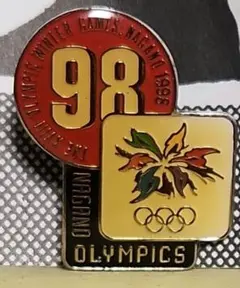 THE XVIII OLYMPIC WINTER GAMES, NAGANO 1998
98
NAGANO
OLYMPICS